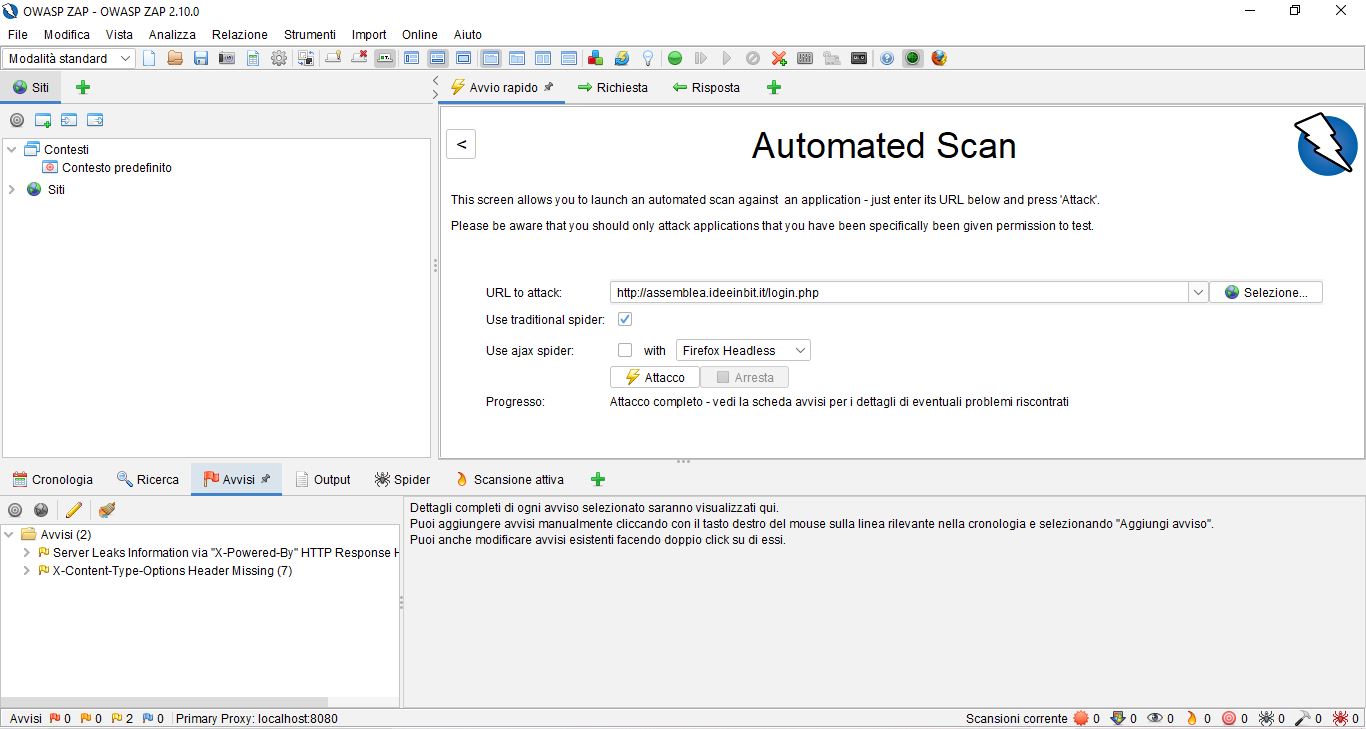 OWASP ZAP - OWASP ZAP 2.10.0
File Modifica Vista Analizza Relazione Strumenti Import Online Aiuto
Modalità standard
Siti
Avvio rapido Richiesta Risposta
Contesti
Contesto predefinito
Siti
<
Automated Scan
This screen allows you to launch an automated scan against an application - just enter its URL below and press 'Attack'.
Please be aware that you should only attack applications that you have been specifically been given permission to test.
URL to attack: http://assemblea.ideeinbit.it/login.php Selezione...
Use traditional spider:
Use ajax spider: with Firefox Headless
Attacco Arresta
Progresso: Attacco completo - vedi la scheda avvisi per i dettagli di eventuali problemi riscontrati
Cronologia Ricerca Avvisi Output Spider Scansione attiva
Avvisi (2)
Server Leaks Information via "X-Powered-By" HTTP Response H
X-Content-Type-Options Header Missing (7)
Dettagli completi di ogni avviso selezionato saranno visualizzati qui.
Puoi aggiungere avvisi manualmente cliccando con il tasto destro del mouse sulla linea rilevante nella cronologia e selezionando "Aggiungi avviso".
Puoi anche modificare avvisi esistenti facendo doppio click su di essi.
Avvisi 0 0 2 0 Primary Proxy: localhost:8080 Scansioni corrente 0 0 0 0 0 0 0 0